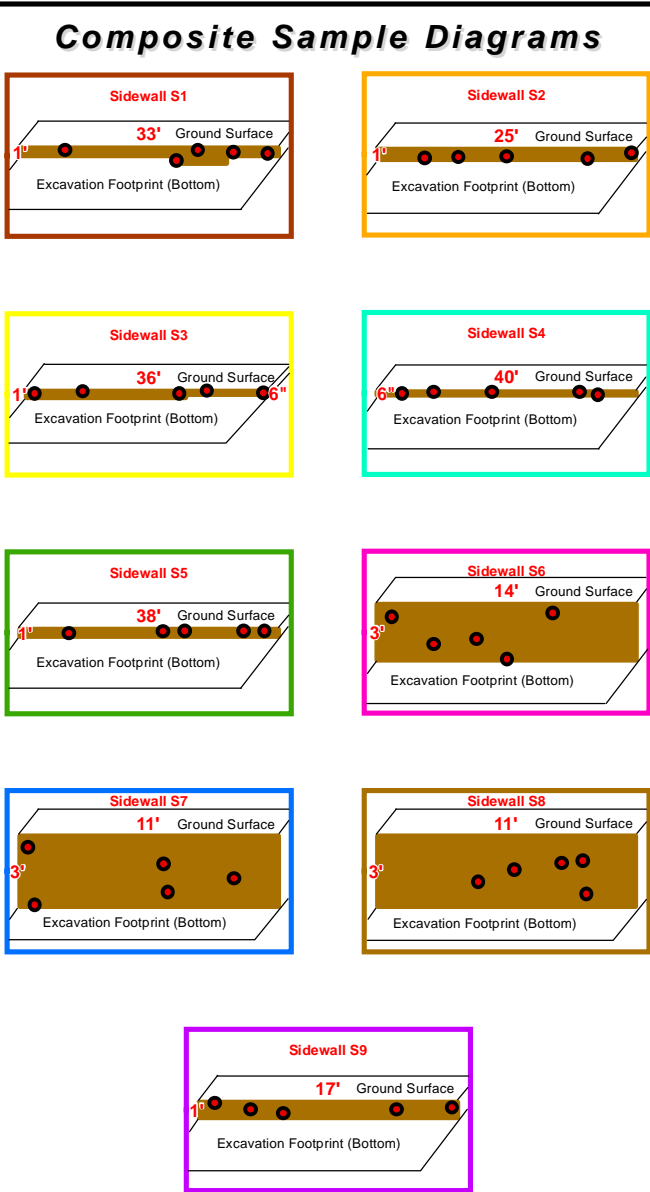 Composite Sample Diagrams
Sidewall S1
33' Ground Surface
1'
Excavation Footprint (Bottom)
Sidewall S2
25' Ground Surface
1'
Excavation Footprint (Bottom)
Sidewall S3
36' Ground Surface
1' 6"
Excavation Footprint (Bottom)
Sidewall S4
40' Ground Surface
6"
Excavation Footprint (Bottom)
Sidewall S5
38' Ground Surface
1'
Excavation Footprint (Bottom)
Sidewall S6
14' Ground Surface
3'
Excavation Footprint (Bottom)
Sidewall S7
11' Ground Surface
3'
Excavation Footprint (Bottom)
Sidewall S8
11' Ground Surface
3'
Excavation Footprint (Bottom)
Sidewall S9
17' Ground Surface
1'
Excavation Footprint (Bottom)